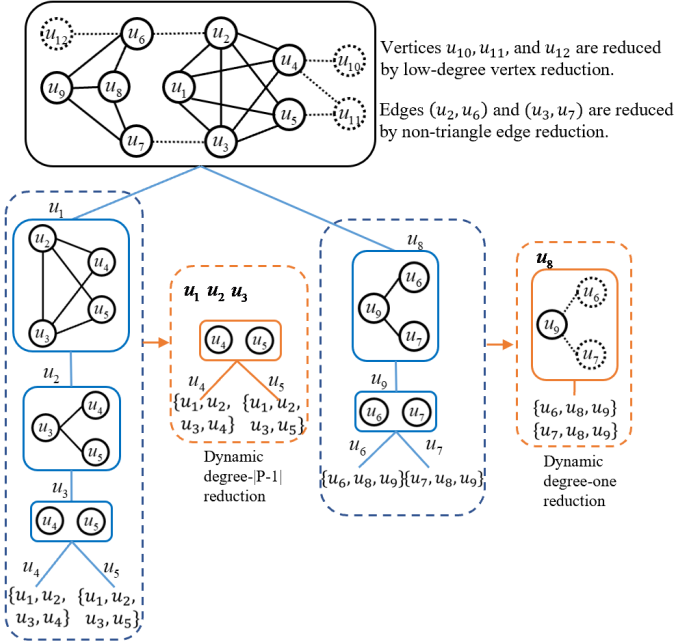 u12 u6 u2
u4 u10
u9 u8 u1
u5 u11
u7 u3
Vertices u10, u11, and u12 are reduced
by low-degree vertex reduction.
Edges (u2, u6) and (u3, u7) are reduced
by non-triangle edge reduction.
u1
u2
u4
u5
u3
u2
u4
u3
u5
u3
u4 u5
u4 u5
{u1, u2, {u1, u2,
u3, u4} u3, u5}
u1 u2 u3
u4 u5
u4 u5
{u1, u2, {u1, u2,
u3, u4} u3, u5}
Dynamic
degree-|P-1|
reduction
u8
u6
u9
u7
u9
u6 u7
u6 u7
{u6, u8, u9}{u7, u8, u9}
u8
u6
u9
u7
{u6, u8, u9}
{u7, u8, u9}
Dynamic
degree-one
reduction